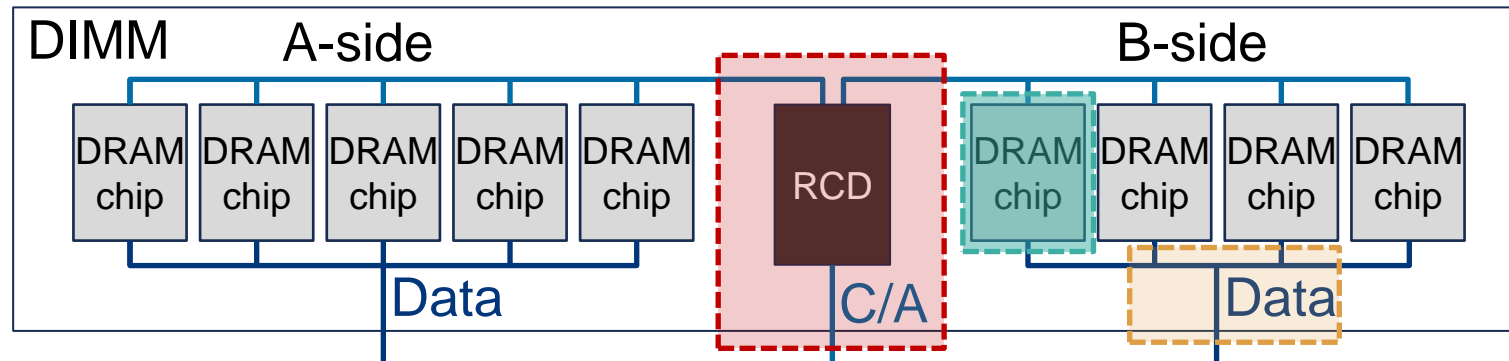 DIMM
A-side
B-side
DRAM
chip
DRAM
chip
DRAM
chip
DRAM
chip
DRAM
chip
RCD
DRAM
chip
DRAM
chip
DRAM
chip
DRAM
chip
Data
C/A
Data